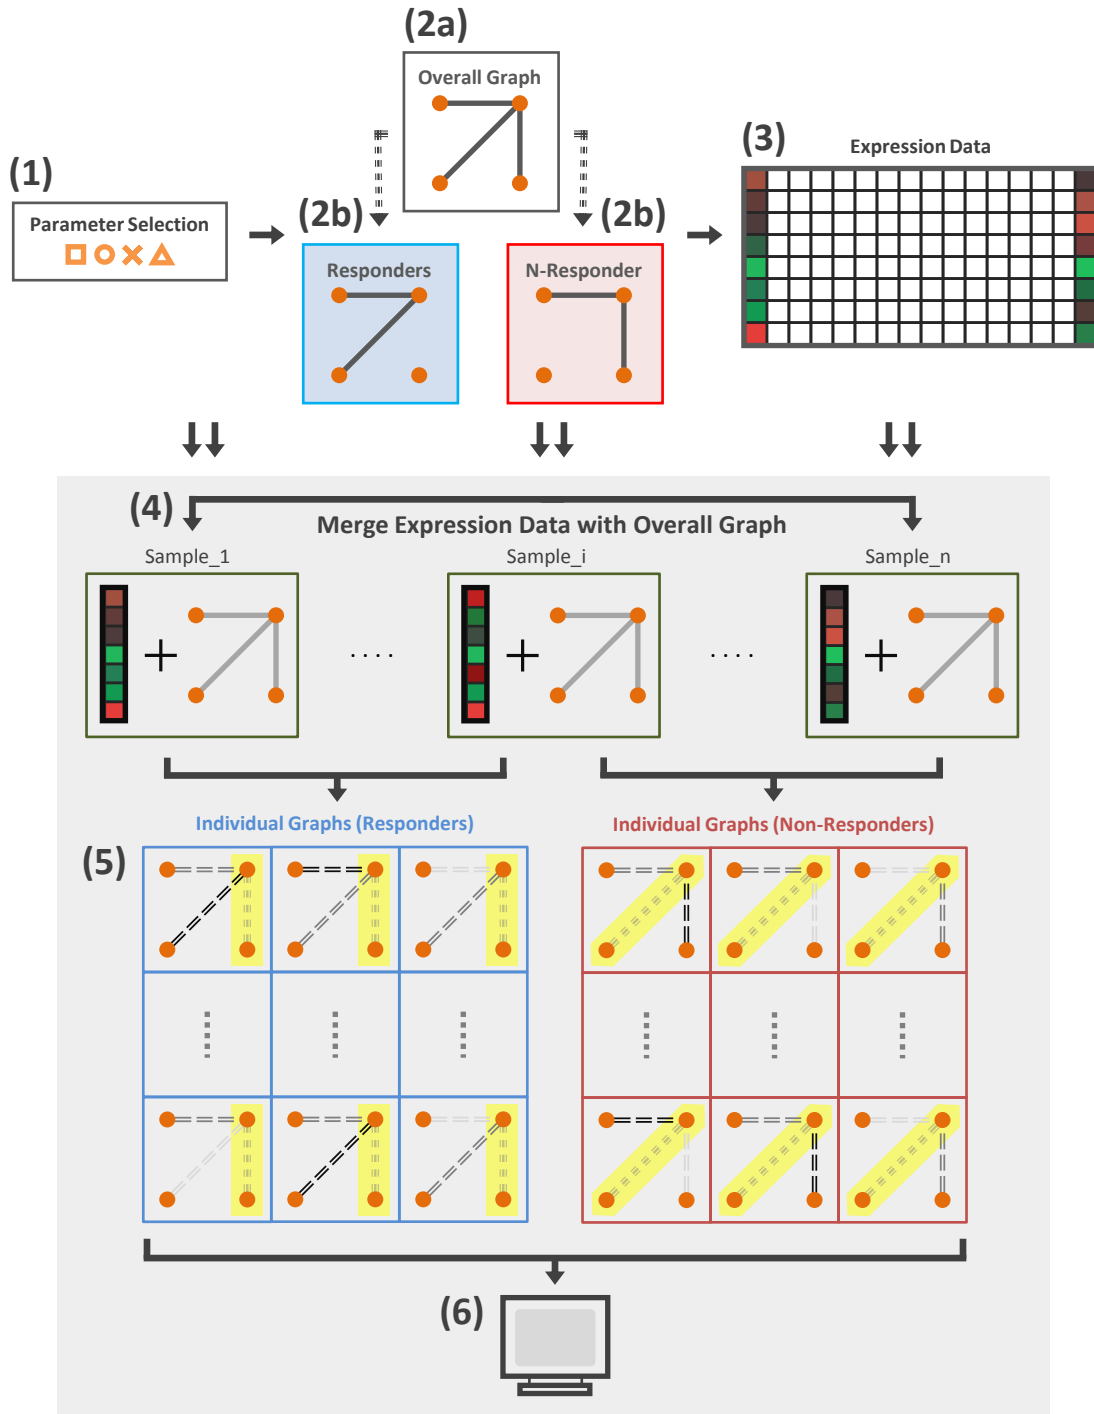 (2a)
Overall Graph
(1)
Parameter Selection
(2b)
Responders
(2b)
N-Responder
(3)
Expression Data
(4)
Merge Expression Data with Overall Graph
Sample_1
Sample_i
Sample_n
+
....
+
....
+
Individual Graphs (Responders)
Individual Graphs (Non-Responders)
(5)
(6)